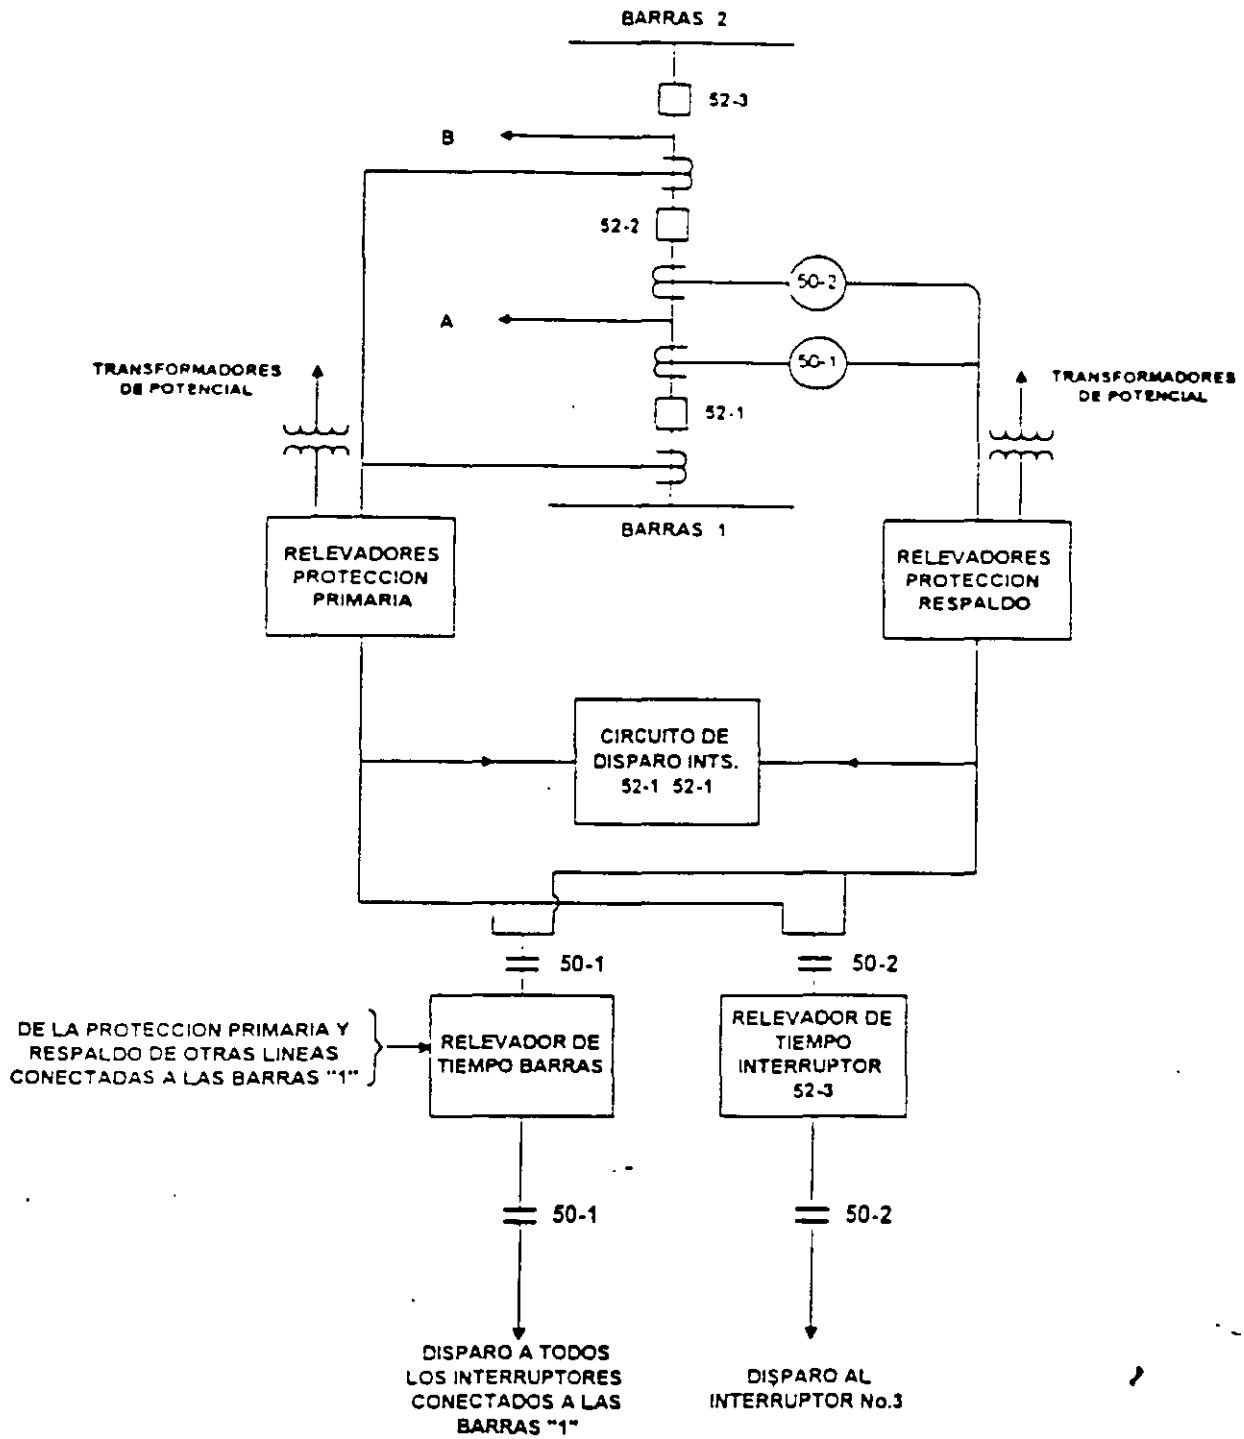 BARRAS 2
52-3
B
52-2
50-2
A
50-1
TRANSFORMADORES
DE POTENCIAL
TRANSFORMADORES
DE POTENCIAL
52-1
BARRAS 1
RELEVADORES
PROTECCION
PRIMARIA
RELEVADORES
PROTECCION
RESPALDO
CIRCUITO DE
DISPARO INTS.
52-1 52-1
50-1
50-2
DE LA PROTECCION PRIMARIA Y
RESPALDO DE OTRAS LINEAS
CONECTADAS A LAS BARRAS "1"
RELEVADOR DE
TIEMPO BARRAS
RELEVADOR DE
TIEMPO
INTERRUPTOR
52-3
50-1
50-2
DISPARO A TODOS
LOS INTERRUPTORES
CONECTADOS A LAS
BARRAS "1"
DISPARO AL
INTERRUPTOR No.3